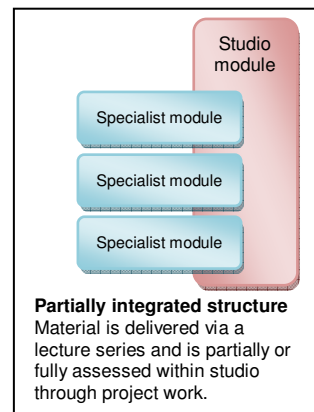 Studio
module
Specialist module
Specialist module
Specialist module
Partially integrated structure
Material is delivered via a
lecture series and is partially or
fully assessed within studio
through project work.